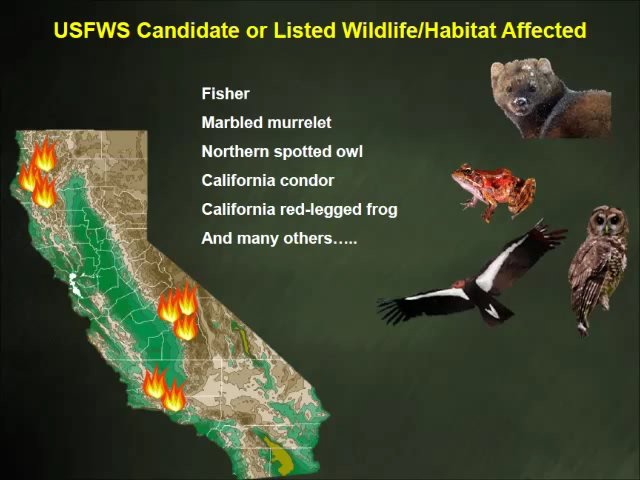 USFWS Candidate or Listed Wildlife/Habitat Affected
Fisher
Marbled murrelet
Northern spotted owl
California condor
California red-legged frog
And many others…..